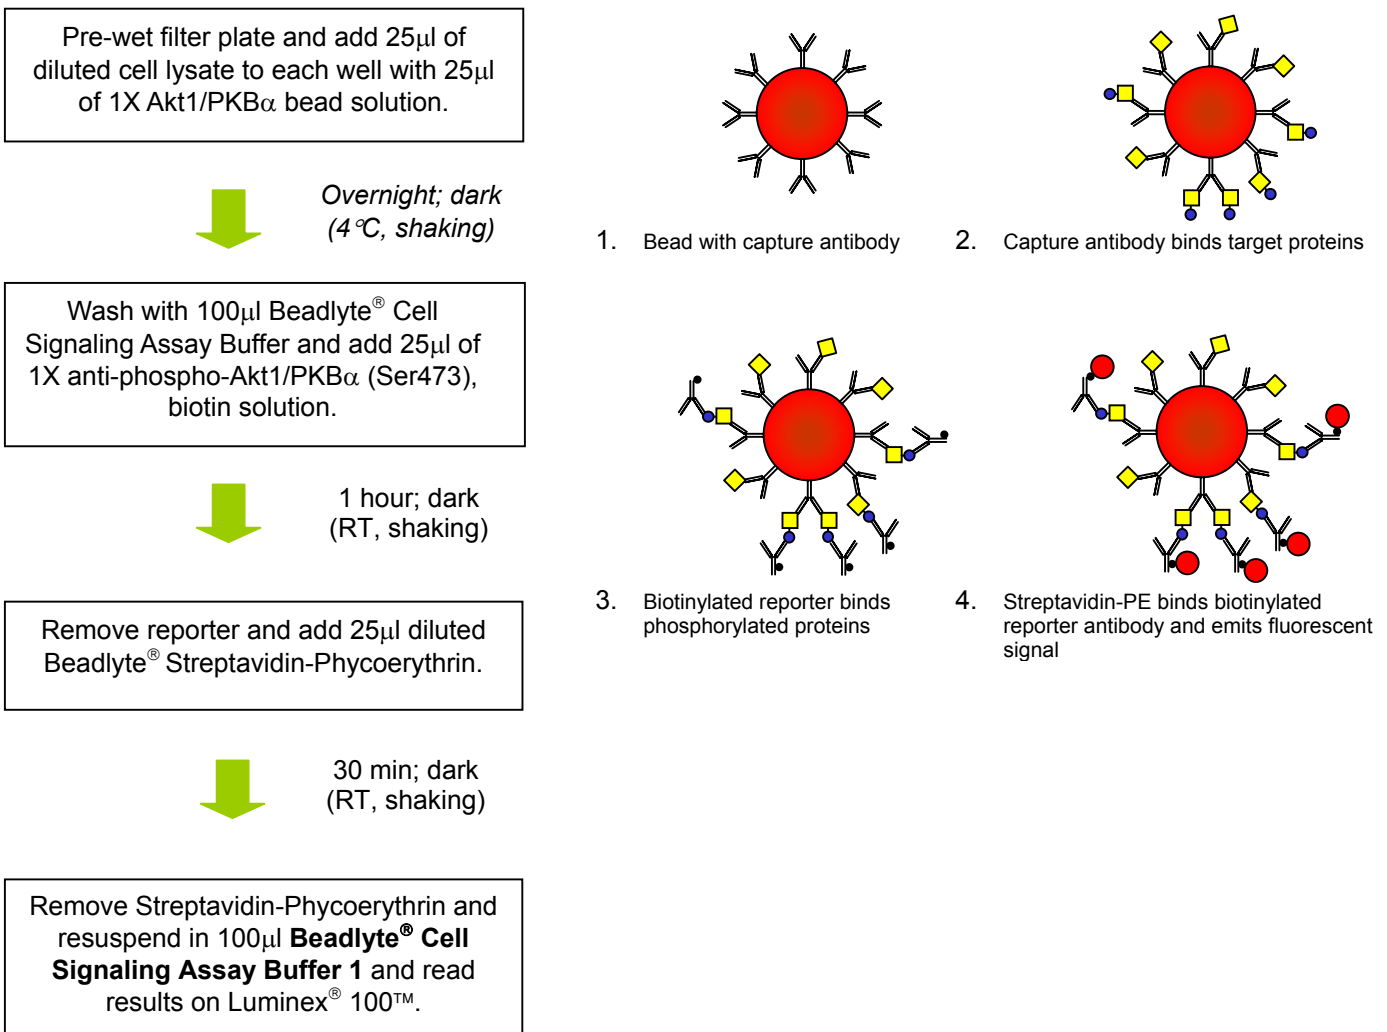 Pre-wet filter plate and add 25μl of
diluted cell lysate to each well with 25μl
of 1X Akt1/PKBα bead solution.
Overnight; dark
(4°C, shaking)
Wash with 100μl Beadlyte® Cell
Signaling Assay Buffer and add 25μl of
1X anti-phospho-Akt1/PKBα (Ser473),
biotin solution.
1 hour; dark
(RT, shaking)
Remove reporter and add 25μl diluted
Beadlyte® Streptavidin-Phycoerythrin.
30 min; dark
(RT, shaking)
Remove Streptavidin-Phycoerythrin and
resuspend in 100μl Beadlyte® Cell
Signaling Assay Buffer 1 and read
results on Luminex® 100™.
1. Bead with capture antibody
2. Capture antibody binds target proteins
3. Biotinylated reporter binds
phosphorylated proteins
4. Streptavidin-PE binds biotinylated
reporter antibody and emits fluorescent
signal